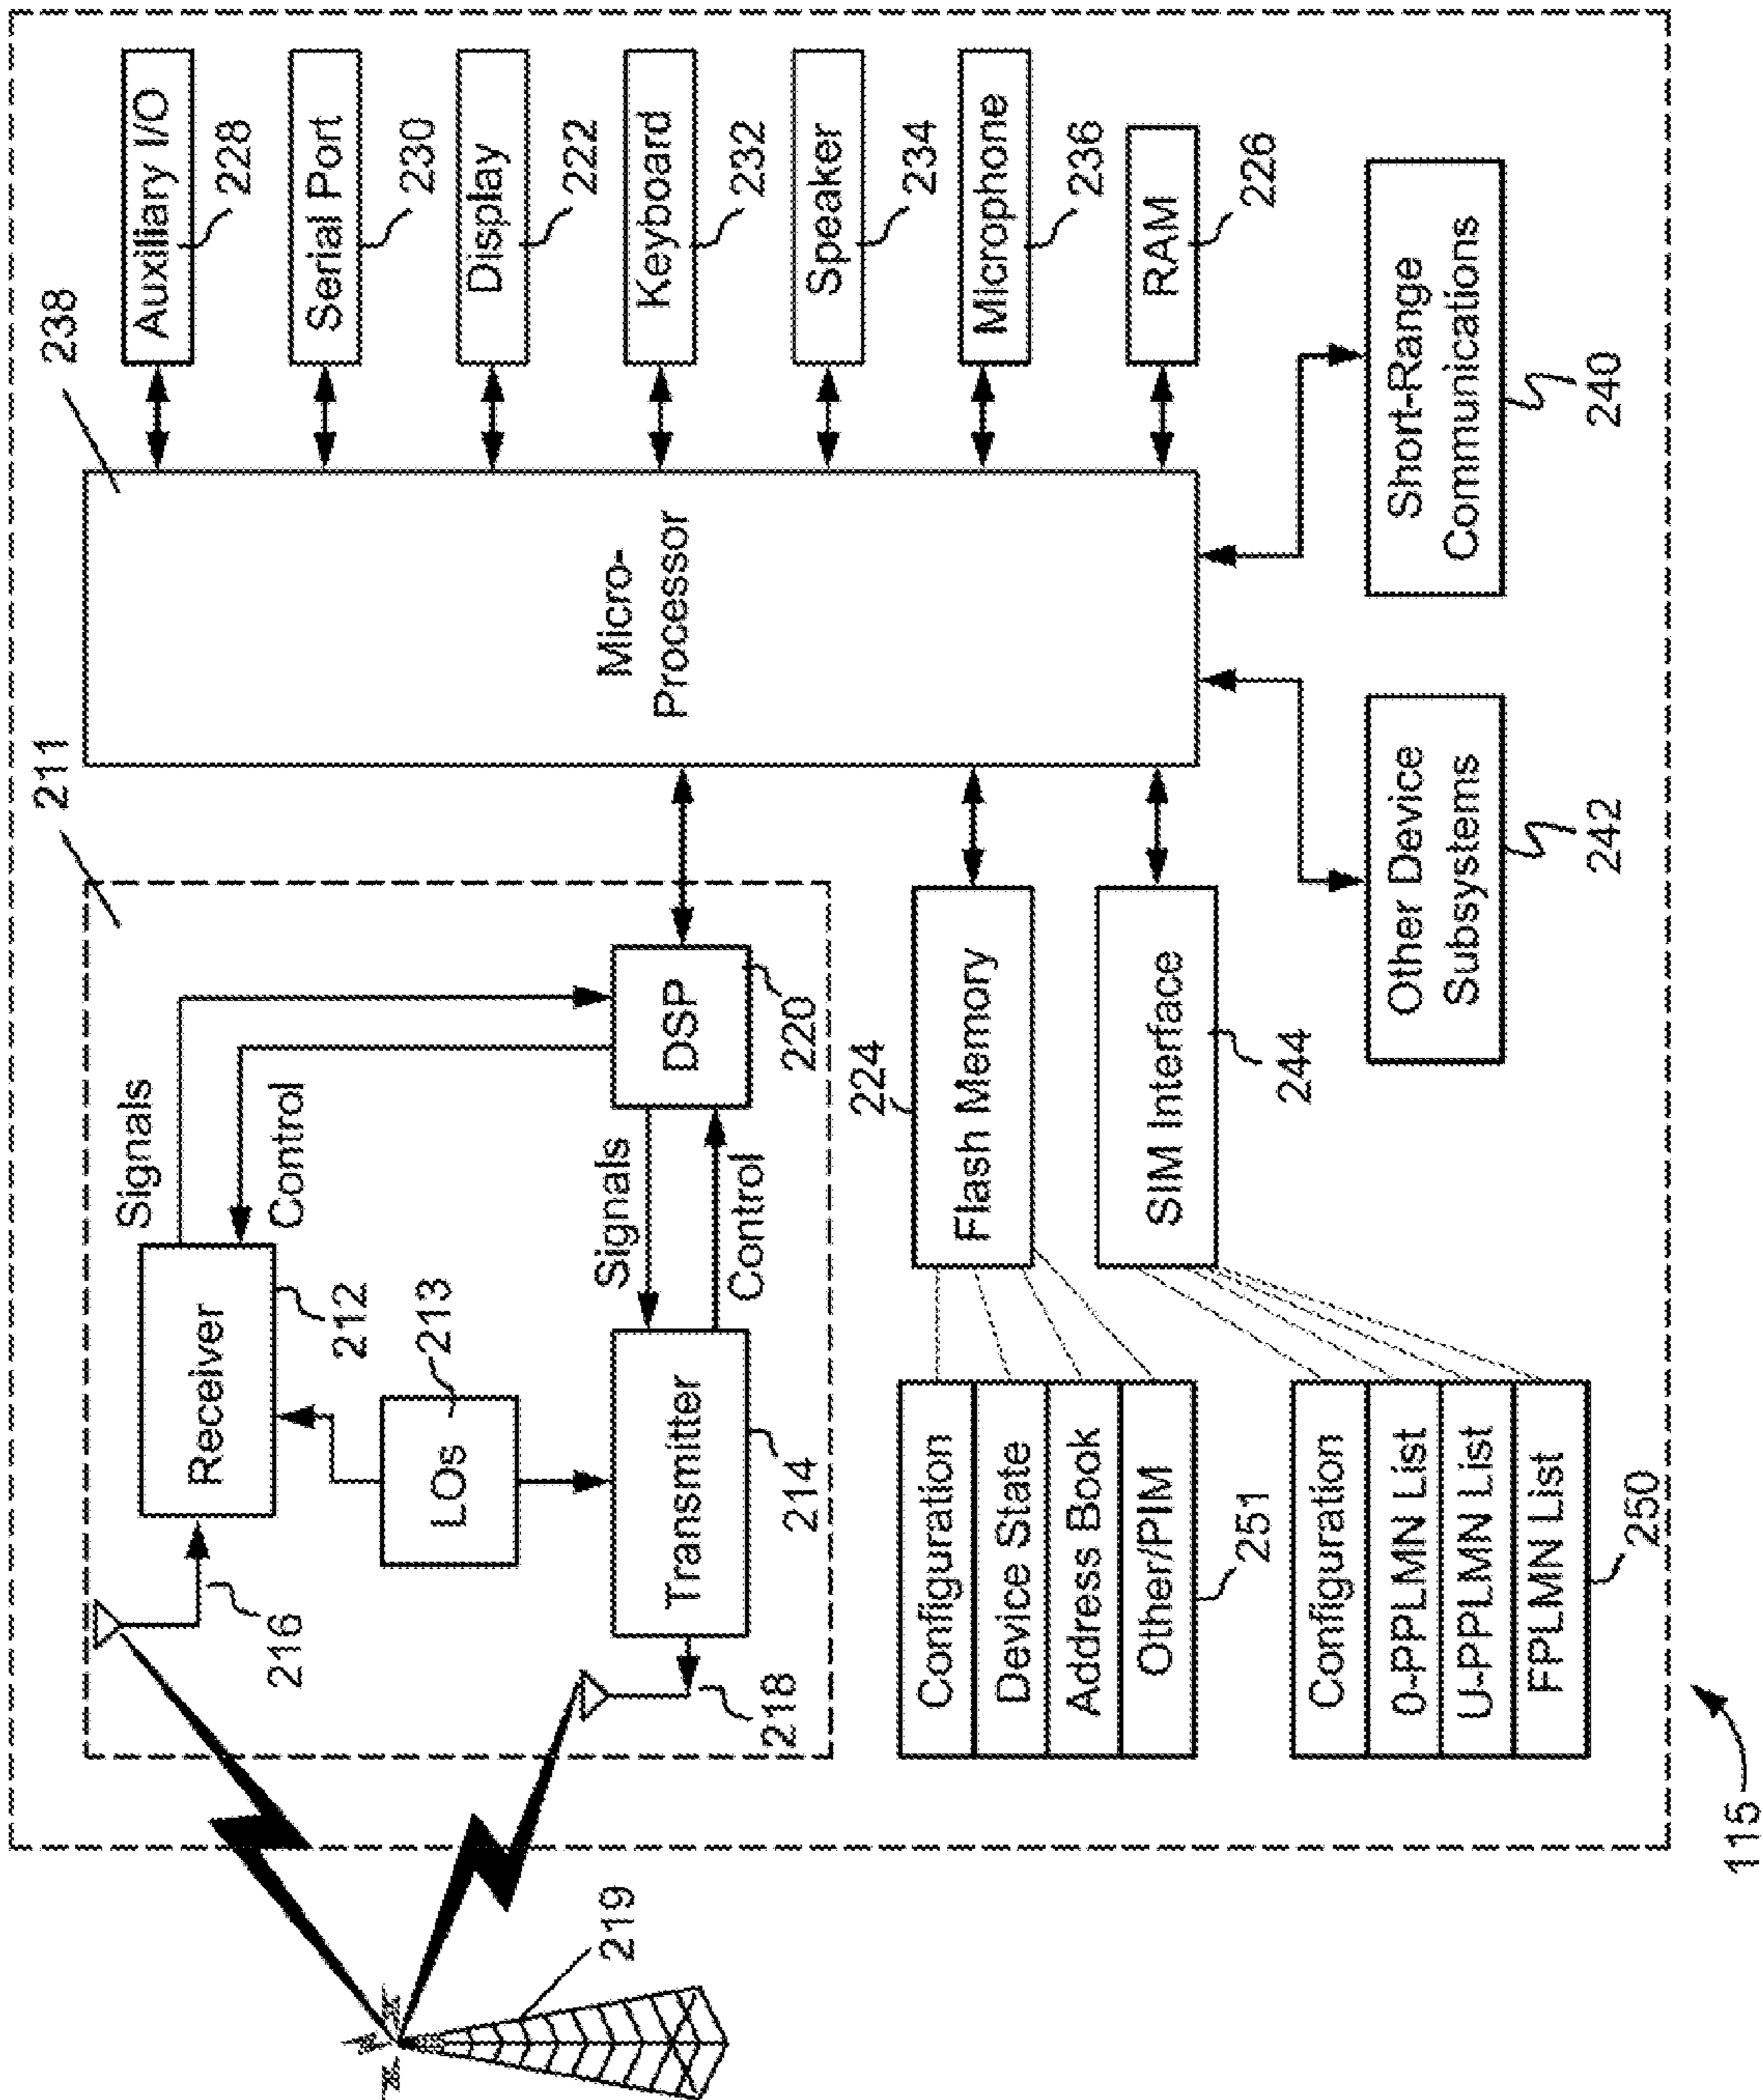 211
238
Signals
Receiver
212
Control
216
LOs
213
Signals
DSP
220
Control
Transmitter
214
218
219
Micro-
Processor
Auxiliary I/O
228
Serial Port
230
Display
222
Keyboard
232
Speaker
234
Microphone
236
RAM
226
224
Flash Memory
Configuration
Device State
Address Book
Other/PIM
251
SIM Interface
244
Configuration
0-PPLMN List
U-PPLMN List
FPLMN List
250
Other Device
Subsystems
242
Short-Range
Communications
240
115